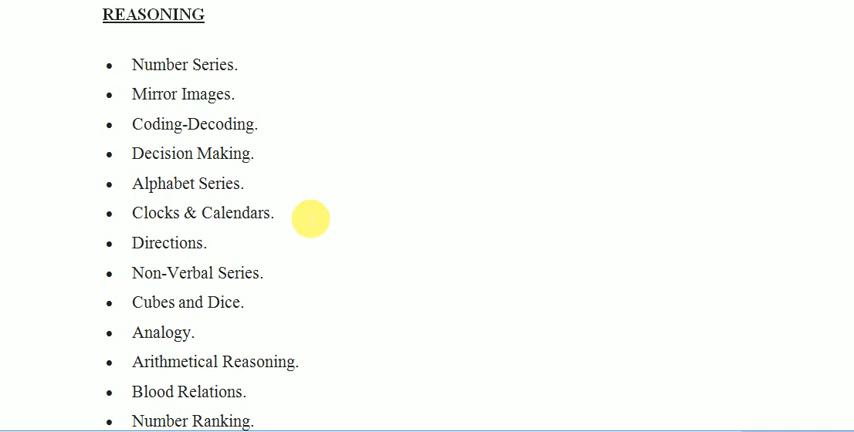 REASONING
• Number Series.
• Mirror Images.
• Coding-Decoding.
• Decision Making.
• Alphabet Series.
• Clocks & Calendars.
• Directions.
• Non-Verbal Series.
• Cubes and Dice.
• Analogy.
• Arithmetical Reasoning.
• Blood Relations.
• Number Ranking.